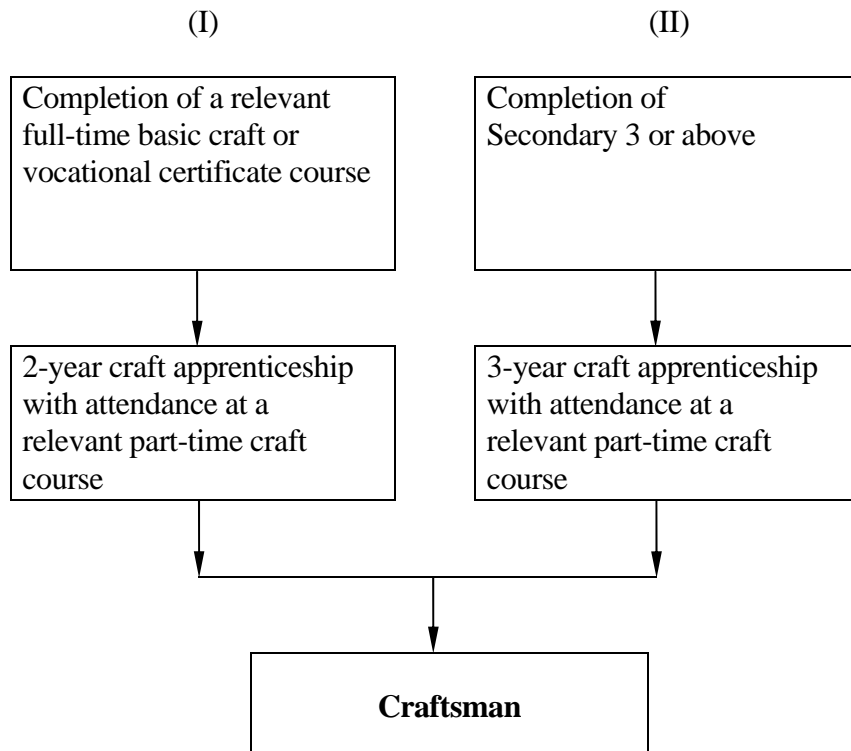 (I)
(II)
Completion of a relevant
full-time basic craft or
vocational certificate course
Completion of
Secondary 3 or above
2-year craft apprenticeship
with attendance at a
relevant part-time craft
course
3-year craft apprenticeship
with attendance at a
relevant part-time craft
course
Craftsman